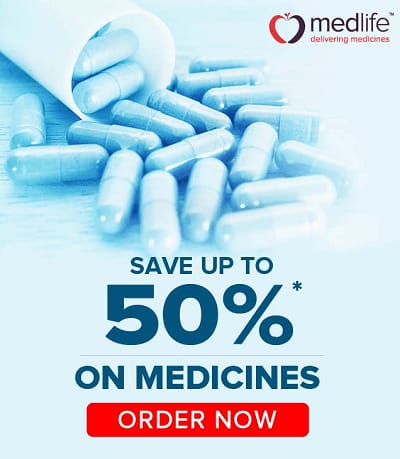 medlife™
delivering medicines
SAVE UP TO
50%*
ON MEDICINES
ORDER NOW